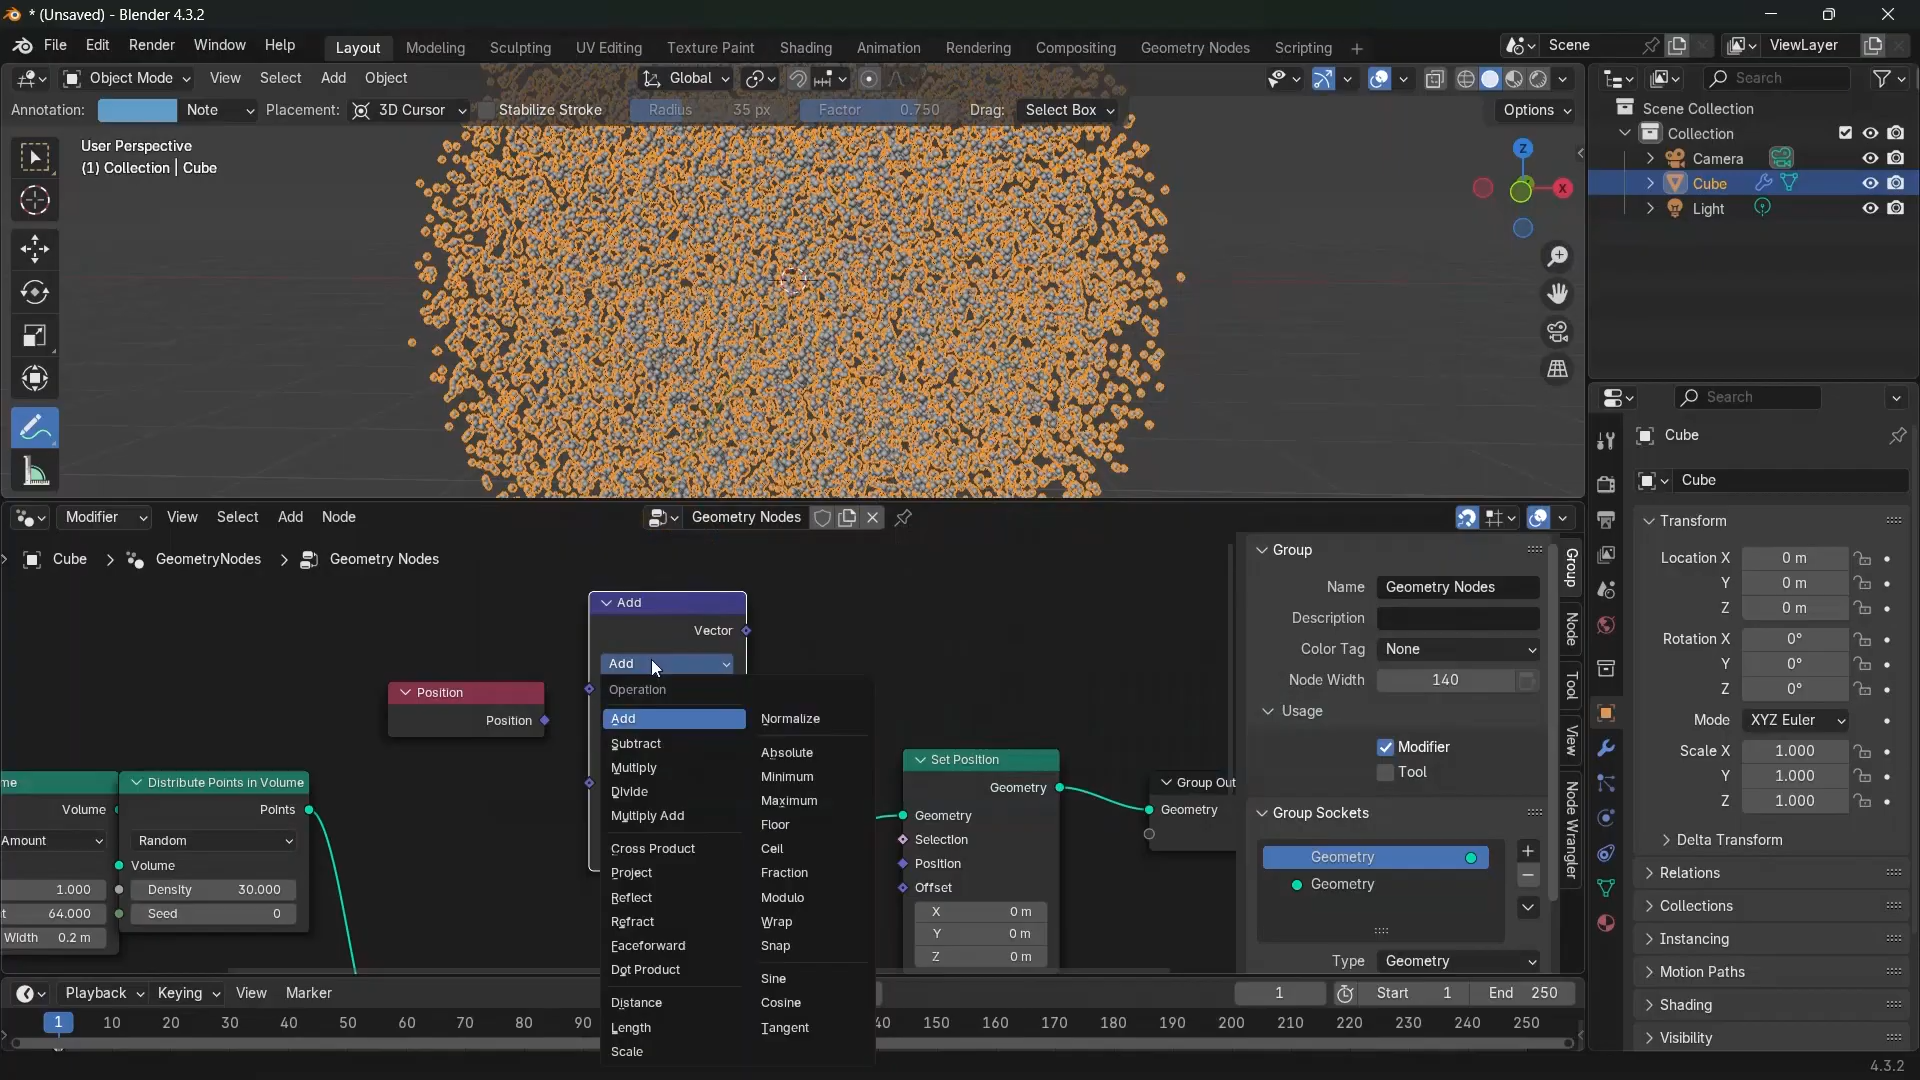 * (Unsaved) - Blender 4.3.2
File Edit Render Window Help Layout Modeling Sculpting UV Editing Texture Paint Shading Animation Rendering Compositing Geometry Nodes Scripting + Scene ViewLayer
Object Mode View Select Add Object Global Search
Annotation: Note Placement: 3D Cursor Stabilize Stroke Radius 35 px Factor 0.750 Drag: Select Box Options
User Perspective
(1) Collection | Cube
Z
X
Scene Collection
Collection
Camera
Cube
Light
Modifier View Select Add Node Geometry Nodes
Cube > GeometryNodes > Geometry Nodes
Position
Position
Add
Vector
Add
Operation
Add
Subtract
Multiply
Divide
Multiply Add
Cross Product
Project
Reflect
Refract
Faceforward
Dot Product
Distance
Length
Scale
Normalize
Absolute
Minimum
Maximum
Floor
Ceil
Fraction
Modulo
Wrap
Snap
Sine
Cosine
Tangent
me
Volume
Amount
1.000
t 64.000
Width 0.2 m
Distribute Points in Volume
Points
Random
Volume
Density 30.000
Seed 0
Set Position
Geometry
Geometry
Selection
Position
Offset
X 0 m
Y 0 m
Z 0 m
Group Out
Geometry
Group
Name Geometry Nodes
Description
Color Tag None
Node Width 140
Usage
Modifier
Tool
Group Sockets
Geometry
Geometry
Type Geometry
Group
Node
Tool
View
Node Wrangler
Search
Cube
Cube
Transform
Location X 0 m
Y 0 m
Z 0 m
Rotation X 0°
Y 0°
Z 0°
Mode XYZ Euler
Scale X 1.000
Y 1.000
Z 1.000
Delta Transform
Relations
Collections
Instancing
Motion Paths
Shading
Visibility
Playback Keying View Marker 1 Start 1 End 250
1 10 20 30 40 50 60 70 80 90 40 150 160 170 180 190 200 210 220 230 240 250
4.3.2